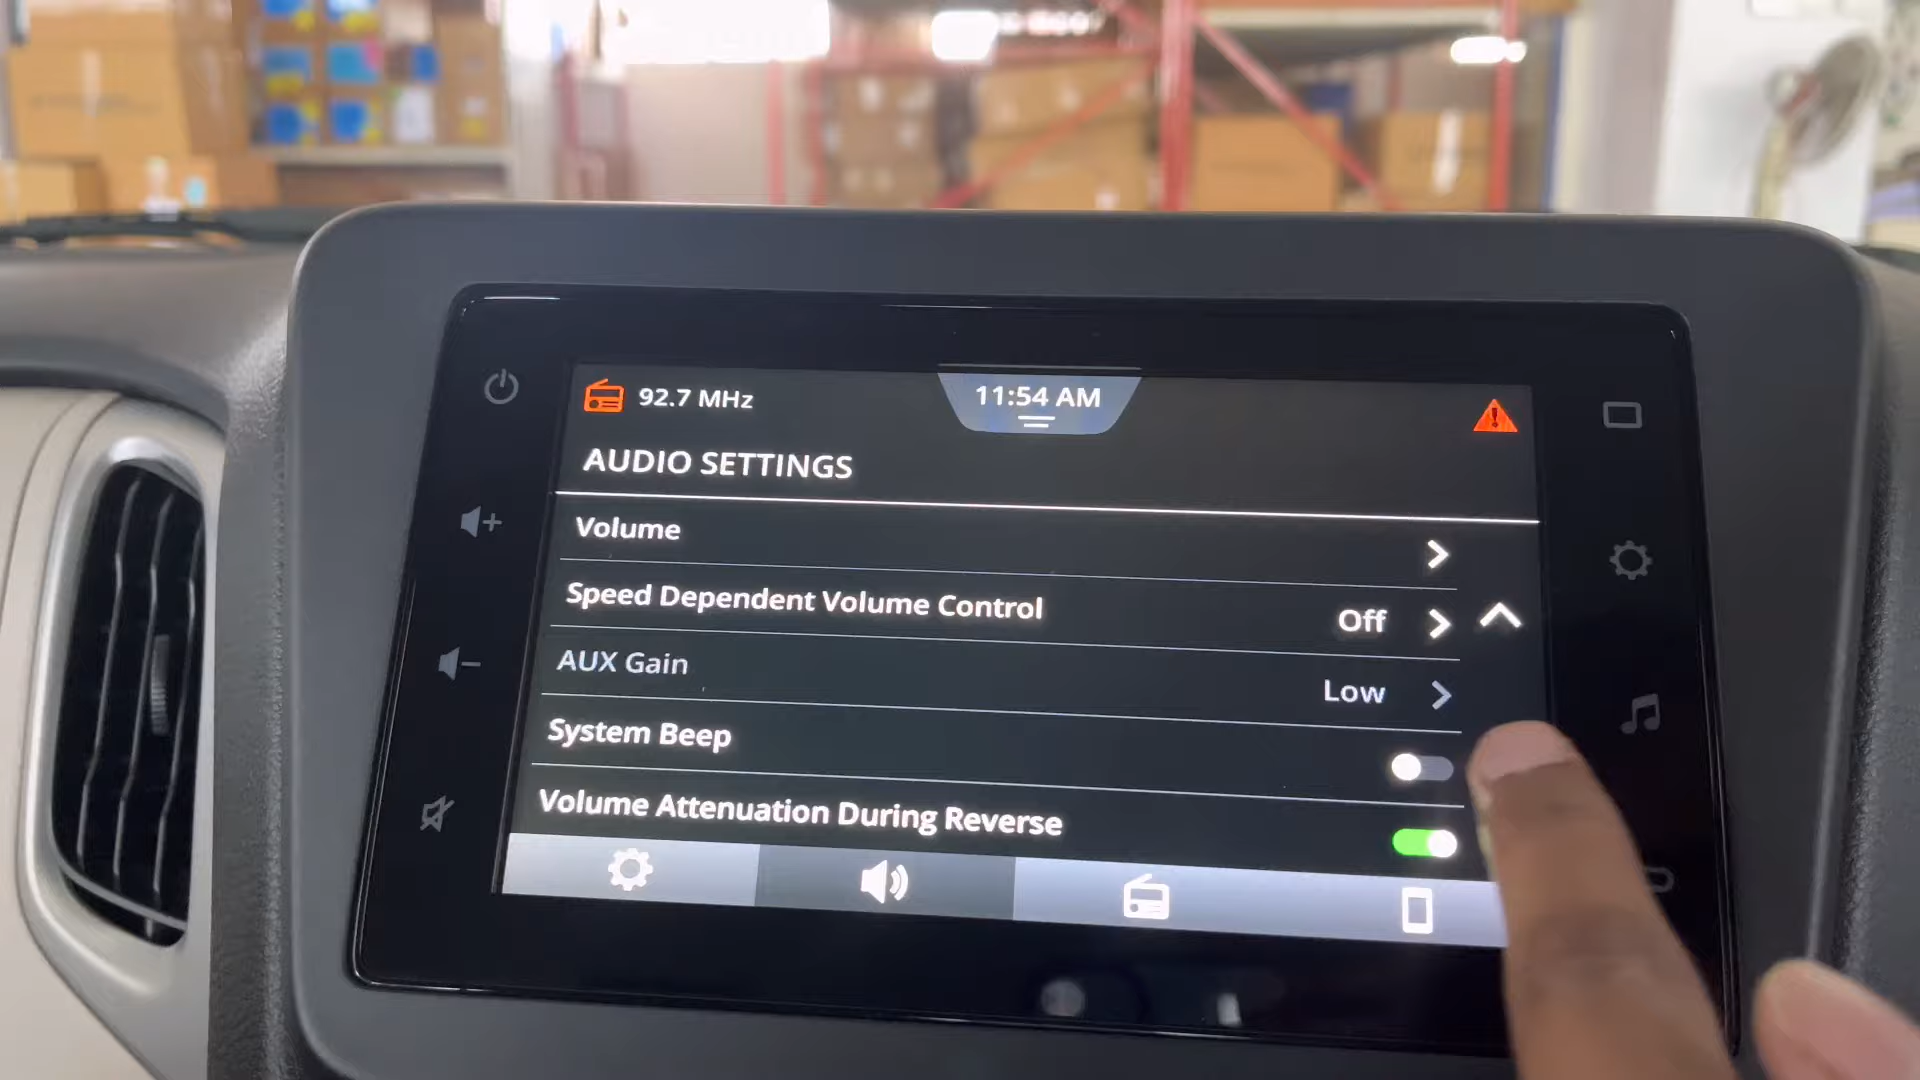 92.7 MHz
11:54 AM
AUDIO SETTINGS
Volume
Speed Dependent Volume Control Off
AUX Gain Low
System Beep
Volume Attenuation During Reverse